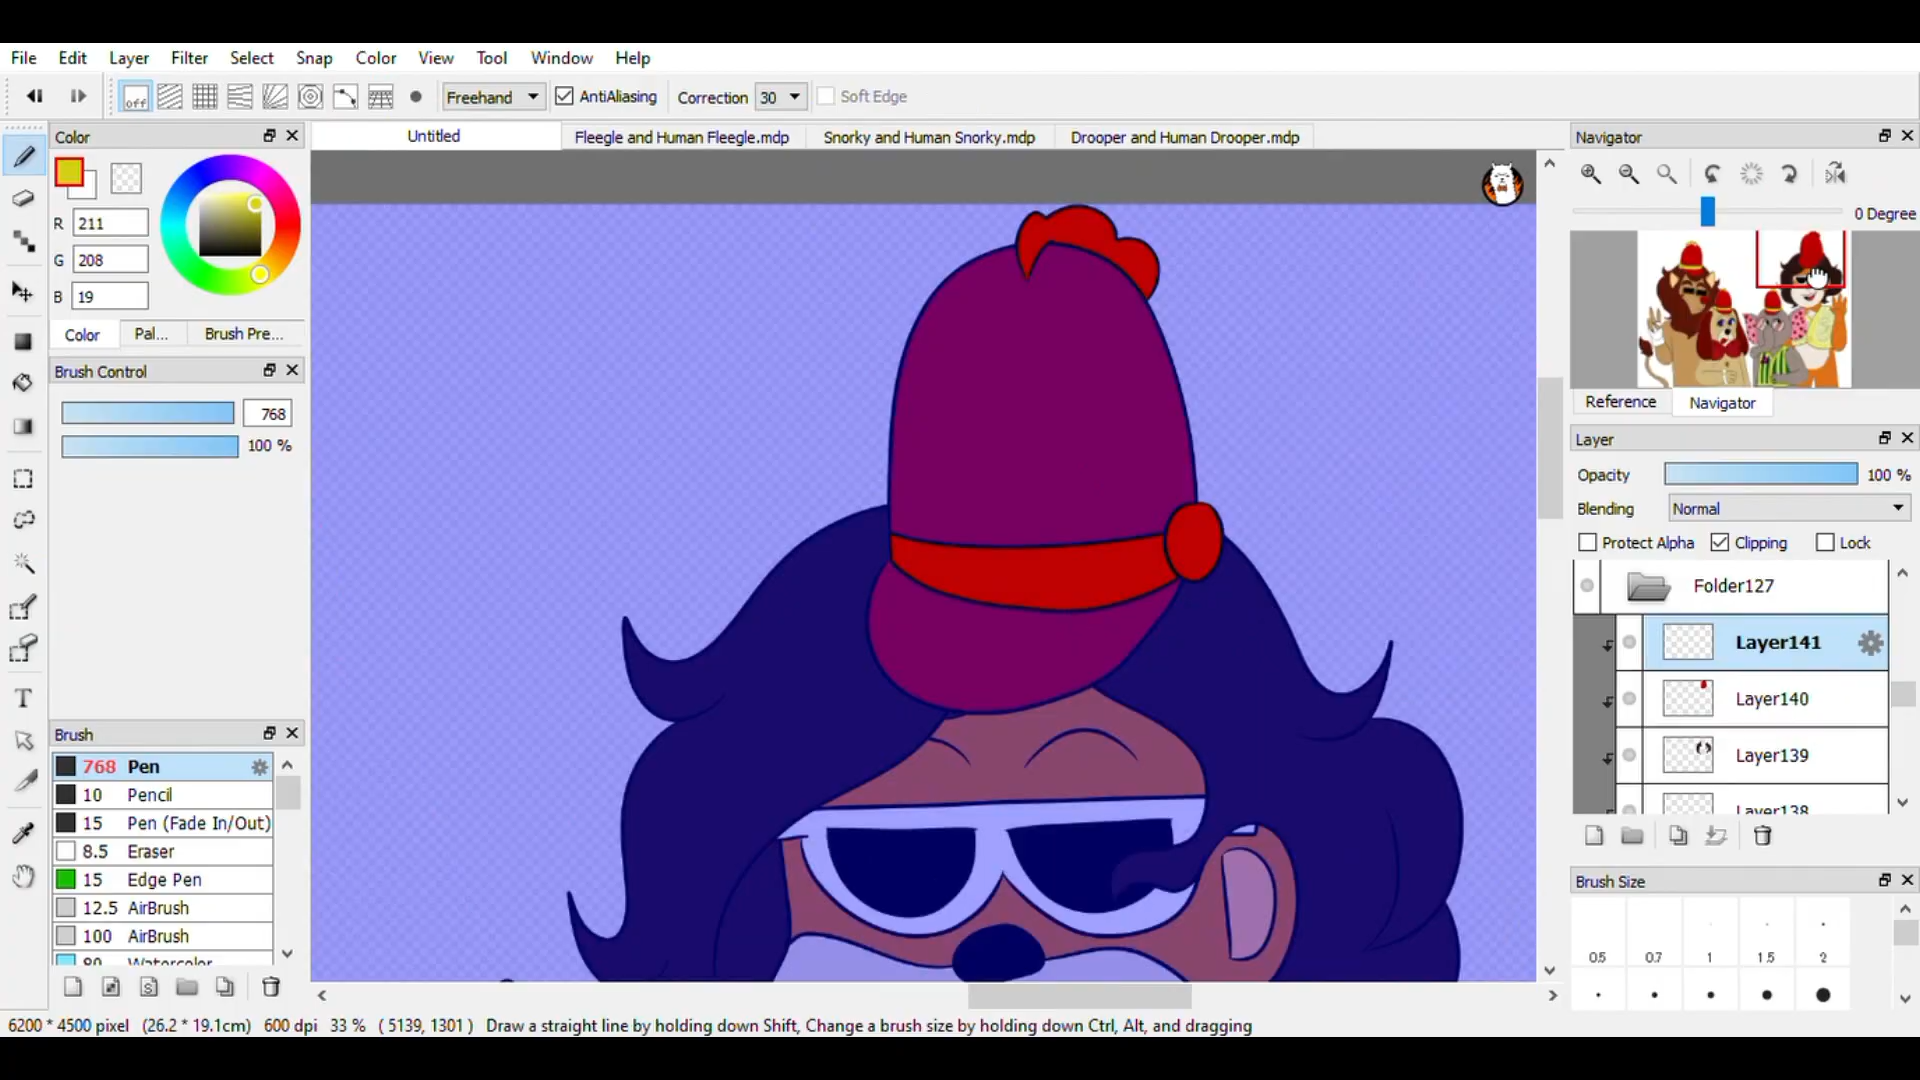 File Edit Layer Filter Select Snap Color View Tool Window Help
off Freehand AntiAliasing Correction 30 Soft Edge
Color
Untitled Fleegle and Human Fleegle.mdp Snorky and Human Snorky.mdp Drooper and Human Drooper.mdp
Navigator
R 211
G 208
B 19
0 Degree
Color Pal... Brush Pre...
Brush Control
768
100 %
Reference Navigator
Layer
Opacity 100 %
Blending Normal
Protect Alpha Clipping Lock
Folder127
Layer141
Layer140
Layer139
Layer138
Brush
768 Pen
10 Pencil
15 Pen (Fade In/Out)
8.5 Eraser
15 Edge Pen
12.5 AirBrush
100 AirBrush
80 Watercolor
T
Brush Size
0.5 0.7 1 1.5 2
6200 * 4500 pixel (26.2 * 19.1cm) 600 dpi 33 % ( 5139, 1301 ) Draw a straight line by holding down Shift, Change a brush size by holding down Ctrl, Alt, and dragging